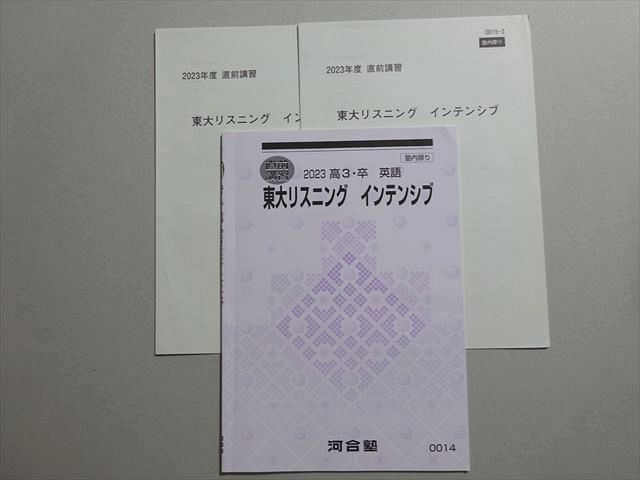 2023年度 直前講習
東大リスニング イン
0015-3
塾内限り
2023年度 直前講習
東大リスニング インテンシブ
直前
講習
塾内限り
2023 高3・卒 英語
東大リスニング インテンシブ
河合塾
0014